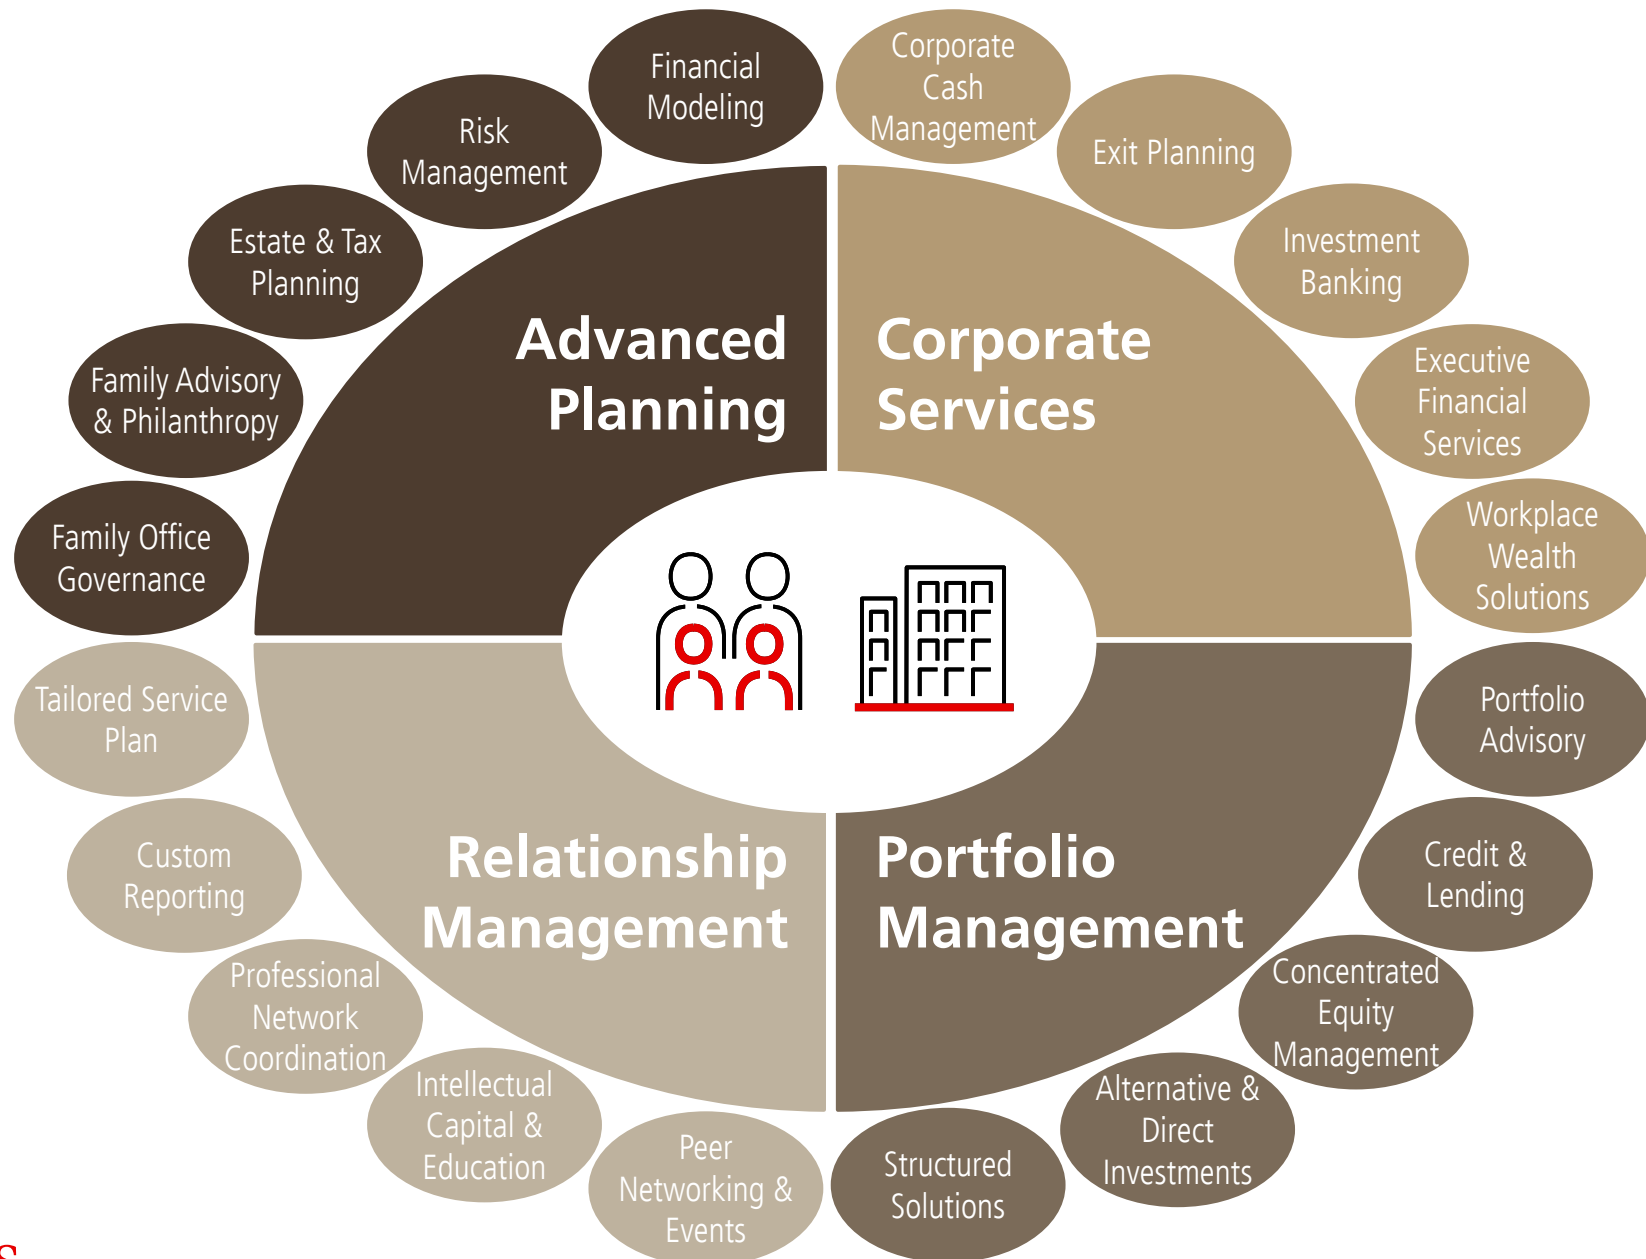 Financial
Modeling
Risk
Management
Estate & Tax
Planning
Family Advisory
& Philanthropy
Family Office
Governance
Advanced
Planning
Corporate
Cash
Management
Exit Planning
Investment
Banking
Executive
Financial
Services
Workplace
Wealth
Solutions
Corporate
Services
Tailored Service
Plan
Custom
Reporting
Professional
Network
Coordination
Intellectual
Capital &
Education
Peer
Networking &
Events
Relationship
Management
Portfolio
Management
Portfolio
Advisory
Credit &
Lending
Concentrated
Equity
Management
Alternative &
Direct
Investments
Structured
Solutions